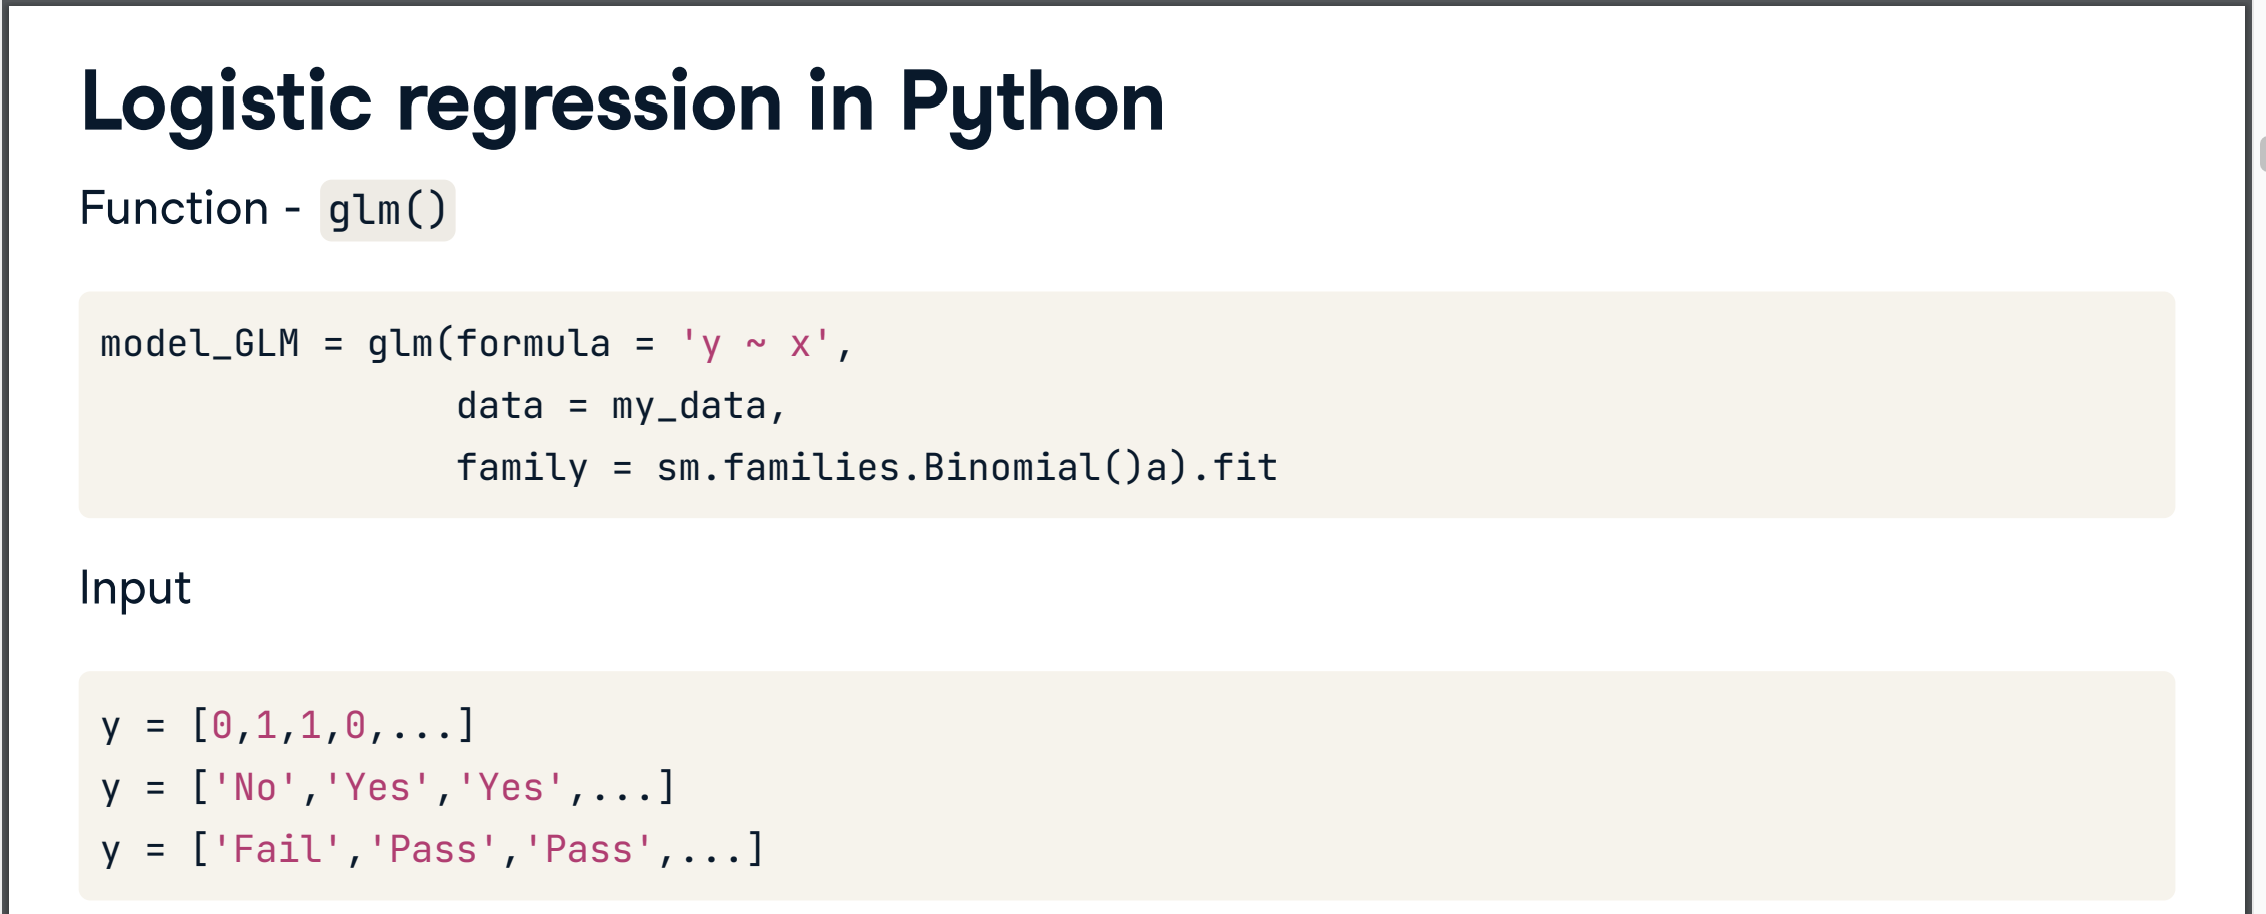 Logistic regression in Python
Function - glm()
model_GLM = glm(formula = 'y ~ x',
data = my_data,
family = sm.families.Binomial()a).fit
Input
y = [0,1,1,0,...]
y = ['No','Yes','Yes',...]
y = ['Fail','Pass','Pass',...]